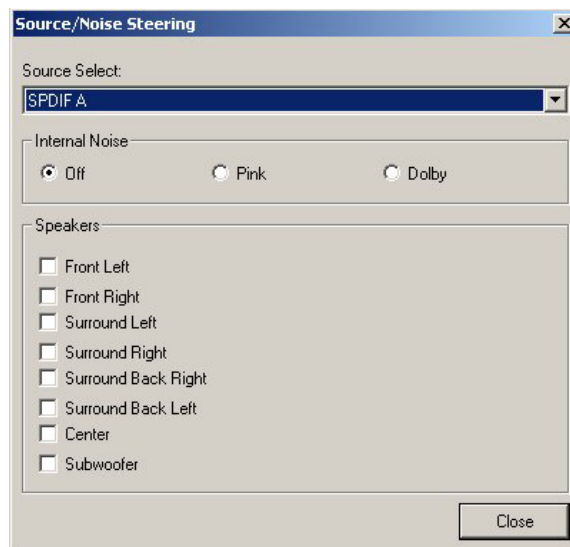 Source/Noise Steering
Source Select:
SPDIF A
Internal Noise
Off Pink Dolby
Speakers
Front Left
Front Right
Surround Left
Surround Right
Surround Back Right
Surround Back Left
Center
Subwoofer
Close